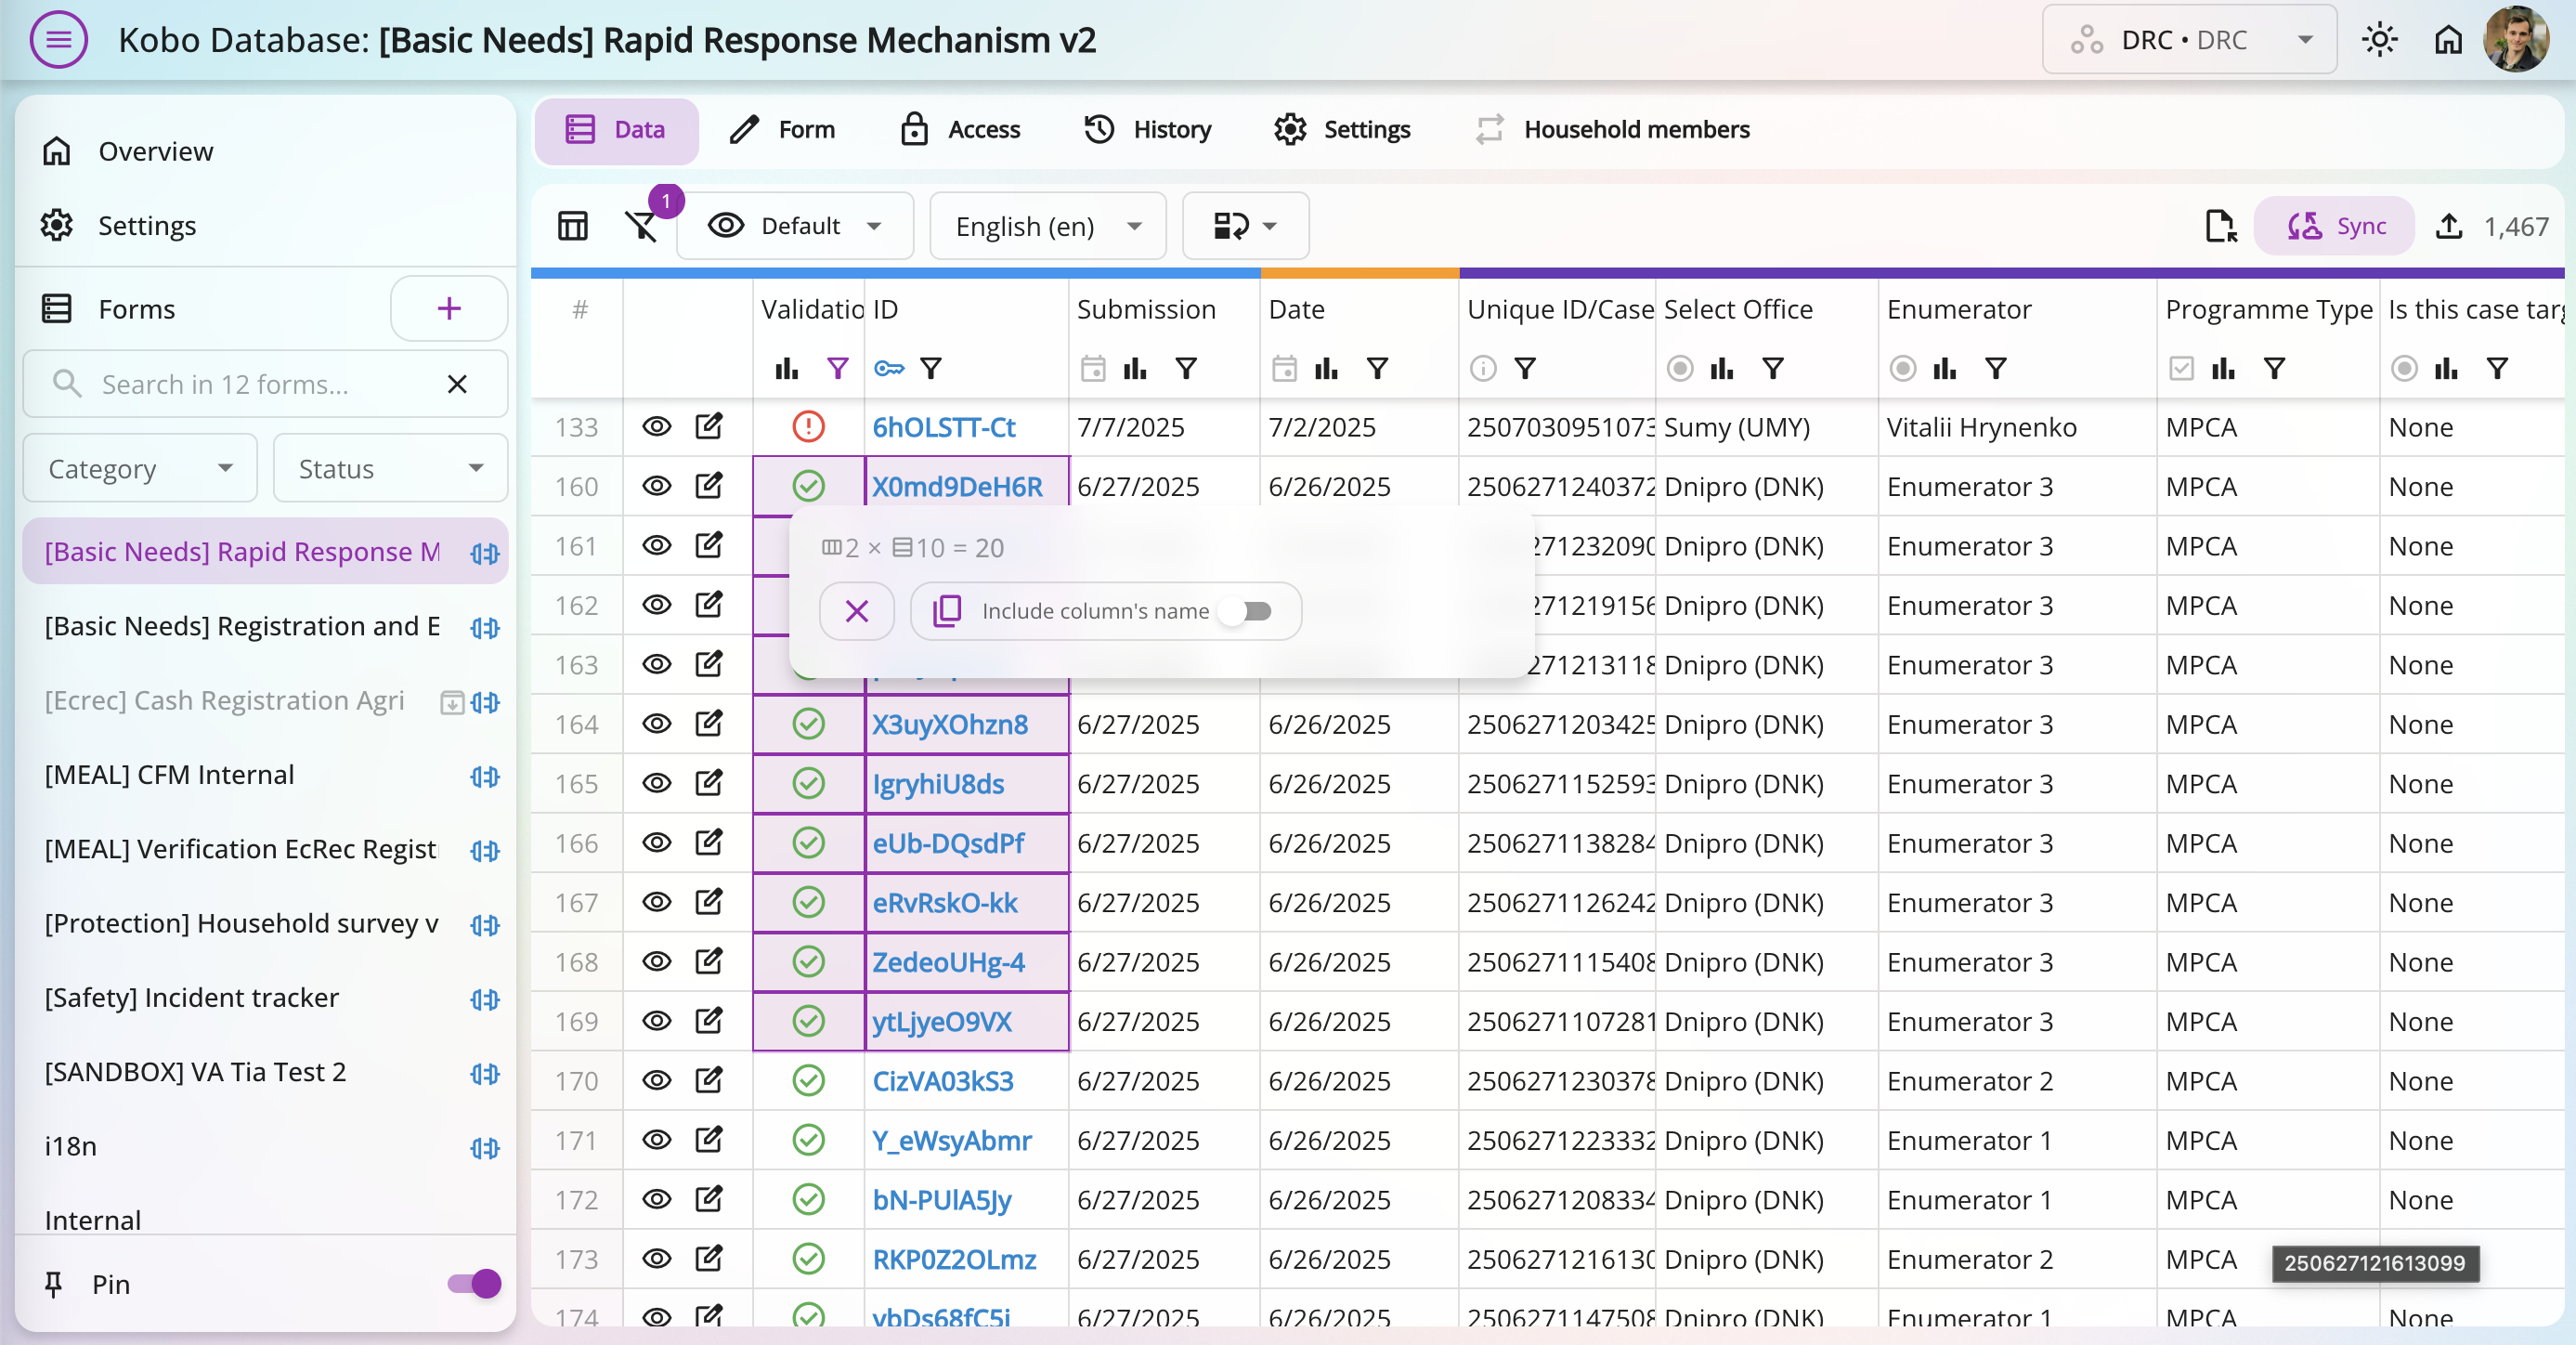 Kobo Database: [Basic Needs] Rapid Response Mechanism v2
DRC • DRC
Overview
Settings
Forms
Search in 12 forms...
Category
Status
[Basic Needs] Rapid Response M
[Basic Needs] Registration and E
[Ecrec] Cash Registration Agri
[MEAL] CFM Internal
[MEAL] Verification EcRec Regist
[Protection] Household survey v
[Safety] Incident tracker
[SANDBOX] VA Tia Test 2
i18n
Internal
Pin
Data Form Access History Settings Household members
1
Default English (en) Sync 1,467
# Validatio ID Submission Date Unique ID/Case Select Office Enumerator Programme Type Is this case targ
133 6hOLSTT-Ct 7/7/2025 7/2/2025 2507030951073 Sumy (UMY) Vitalii Hrynenko MPCA None
160 X0md9DeH6R 6/27/2025 6/26/2025 2506271240372 Dnipro (DNK) Enumerator 3 MPCA None
161 271232090 Dnipro (DNK) Enumerator 3 MPCA None
162 271219156 Dnipro (DNK) Enumerator 3 MPCA None
163 271213118 Dnipro (DNK) Enumerator 3 MPCA None
2 × 10 = 20
Include column's name
164 X3uyXOhzn8 6/27/2025 6/26/2025 2506271203425 Dnipro (DNK) Enumerator 3 MPCA None
165 IgryhiU8ds 6/27/2025 6/26/2025 2506271152593 Dnipro (DNK) Enumerator 3 MPCA None
166 eUb-DQsdPf 6/27/2025 6/26/2025 2506271138284 Dnipro (DNK) Enumerator 3 MPCA None
167 eRvRskO-kk 6/27/2025 6/26/2025 2506271126242 Dnipro (DNK) Enumerator 3 MPCA None
168 ZedeoUHg-4 6/27/2025 6/26/2025 2506271115408 Dnipro (DNK) Enumerator 3 MPCA None
169 ytLjyeO9VX 6/27/2025 6/26/2025 2506271107281 Dnipro (DNK) Enumerator 3 MPCA None
170 CizVA03kS3 6/27/2025 6/26/2025 2506271230378 Dnipro (DNK) Enumerator 2 MPCA None
171 Y_eWsyAbmr 6/27/2025 6/26/2025 2506271223332 Dnipro (DNK) Enumerator 1 MPCA None
172 bN-PUlA5Jy 6/27/2025 6/26/2025 2506271208334 Dnipro (DNK) Enumerator 1 MPCA None
173 RKP0Z2OLmz 6/27/2025 6/26/2025 2506271216130 Dnipro (DNK) Enumerator 2 MPCA
250627121613099
174 vbDs68fC5i 6/27/2025 6/26/2025 2506271147508 Dnipro (DNK) Enumerator 1 MPCA None